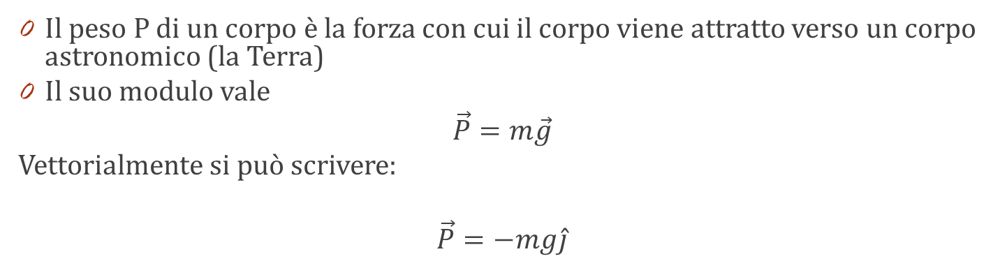 Il peso P di un corpo è la forza con cui il corpo viene attratto verso un corpo
astronomico (la Terra)
Il suo modulo vale
P⃗ = mg⃗
Vettorialmente si può scrivere:
P⃗ = −mgĵ